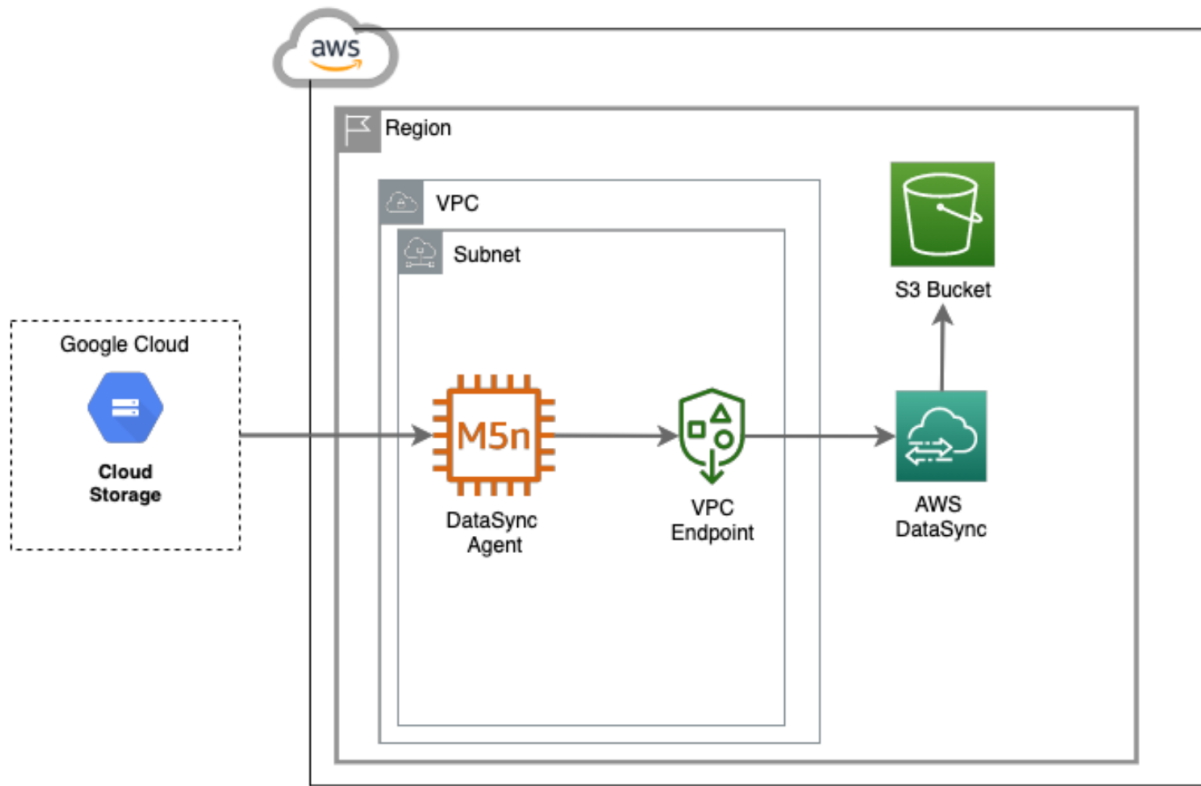 aws
Region
VPC
Subnet
S3 Bucket
Google Cloud
Cloud
Storage
M5n
DataSync
Agent
VPC
Endpoint
AWS
DataSync